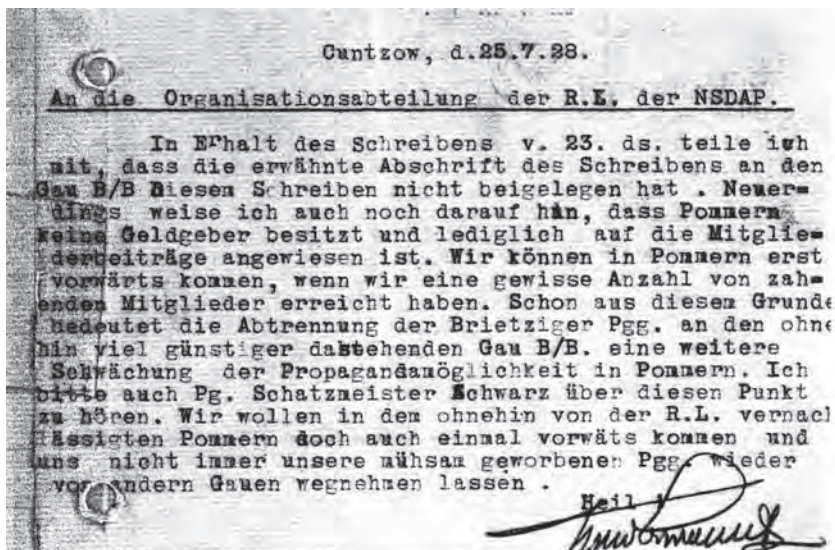 Cuntzow, d.25.7.28.
An die Organisationsabteilung der R.L. der NSDAP.
In Erhalt des Schreibens v. 23. ds. teile ich
mit, dass die erwähnte Abschrift des Schreibens an den
Gau B/B diesem Schreiben nicht beigelegen hat . Neuer=
dings weise ich auch noch darauf hin, dass Pommern
keine Geldgeber besitzt und lediglich auf die Mitglie=
derbeiträge angewiesen ist. Wir können in Pommern erst
vorwärts kommen, wenn wir eine gewisse Anzahl von zah=
enden Mitglieder erreicht haben. Schon aus diesem Grunde
bedeutet die Abtrennung der Brietziger Pgg. an den ohne
hin viel günstiger dastehenden Gau B/B. eine weitere
Schwächung der Propagandamöglichkeit in Pommern. Ich
bitte auch Pg. Schatzmeister Schwarz über diesen Punkt
zu hören. Wir wollen in dem ohnehin von der R.L. vernachl
lässigten Pommern doch auch einmal vorwäts kommen und
uns nicht immer unsere mühsam geworbenen Pgg. wieder
von andern Gauen wegnehmen lassen .
Heil !